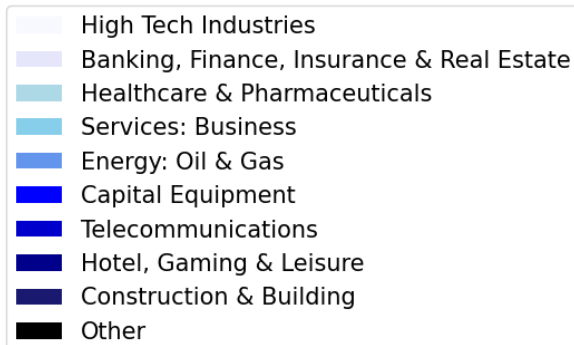 High Tech Industries
Banking, Finance, Insurance & Real Estate
Healthcare & Pharmaceuticals
Services: Business
Energy: Oil & Gas
Capital Equipment
Telecommunications
Hotel, Gaming & Leisure
Construction & Building
Other